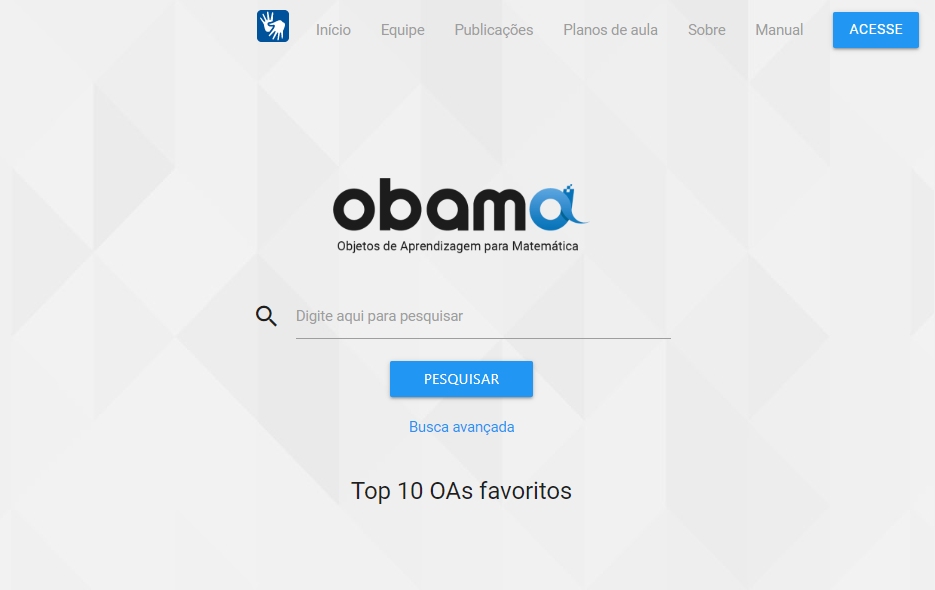 Início Equipe Publicações Planos de aula Sobre Manual ACESSE
obama
Objetos de Aprendizagem para Matemática
Digite aqui para pesquisar
PESQUISAR
Busca avançada
Top 10 OAs favoritos